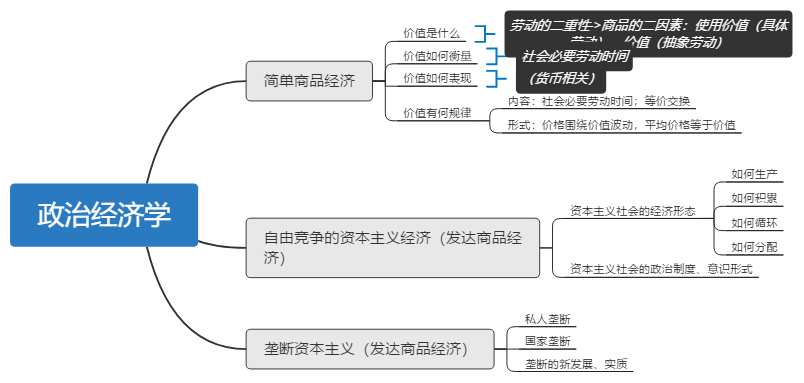 政治经济学
简单商品经济
价值是什么
劳动的二重性->商品的二因素：使用价值（具体
劳动），价值（抽象劳动）
价值如何衡量
社会必要劳动时间
价值如何表现
（货币相关）
价值有何规律
内容：社会必要劳动时间；等价交换
形式：价格围绕价值波动，平均价格等于价值
自由竞争的资本主义经济（发达商品经
济）
资本主义社会的经济形态
如何生产
如何积累
如何循环
如何分配
资本主义社会的政治制度、意识形式
垄断资本主义（发达商品经济）
私人垄断
国家垄断
垄断的新发展、实质